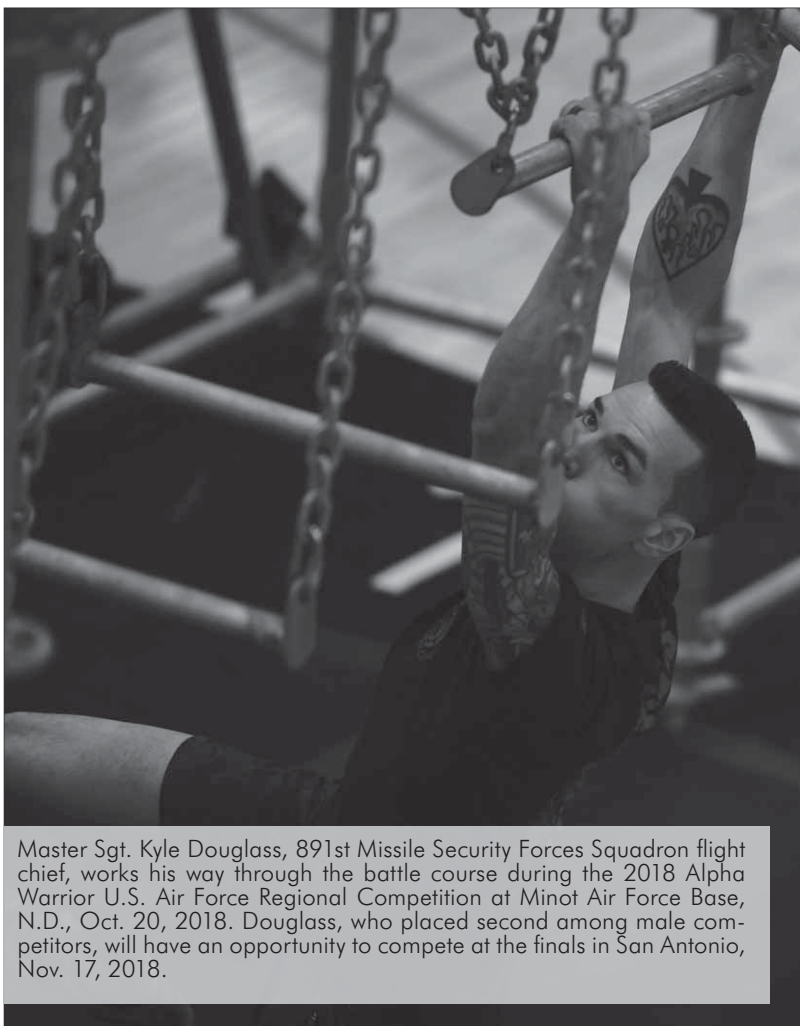 Master Sgt. Kyle Douglass, 891st Missile Security Forces Squadron flight
chief, works his way through the battle course during the 2018 Alpha
Warrior U.S. Air Force Regional Competition at Minot Air Force Base,
N.D., Oct. 20, 2018. Douglass, who placed second among male com-
petitors, will have an opportunity to compete at the finals in San Antonio,
Nov. 17, 2018.